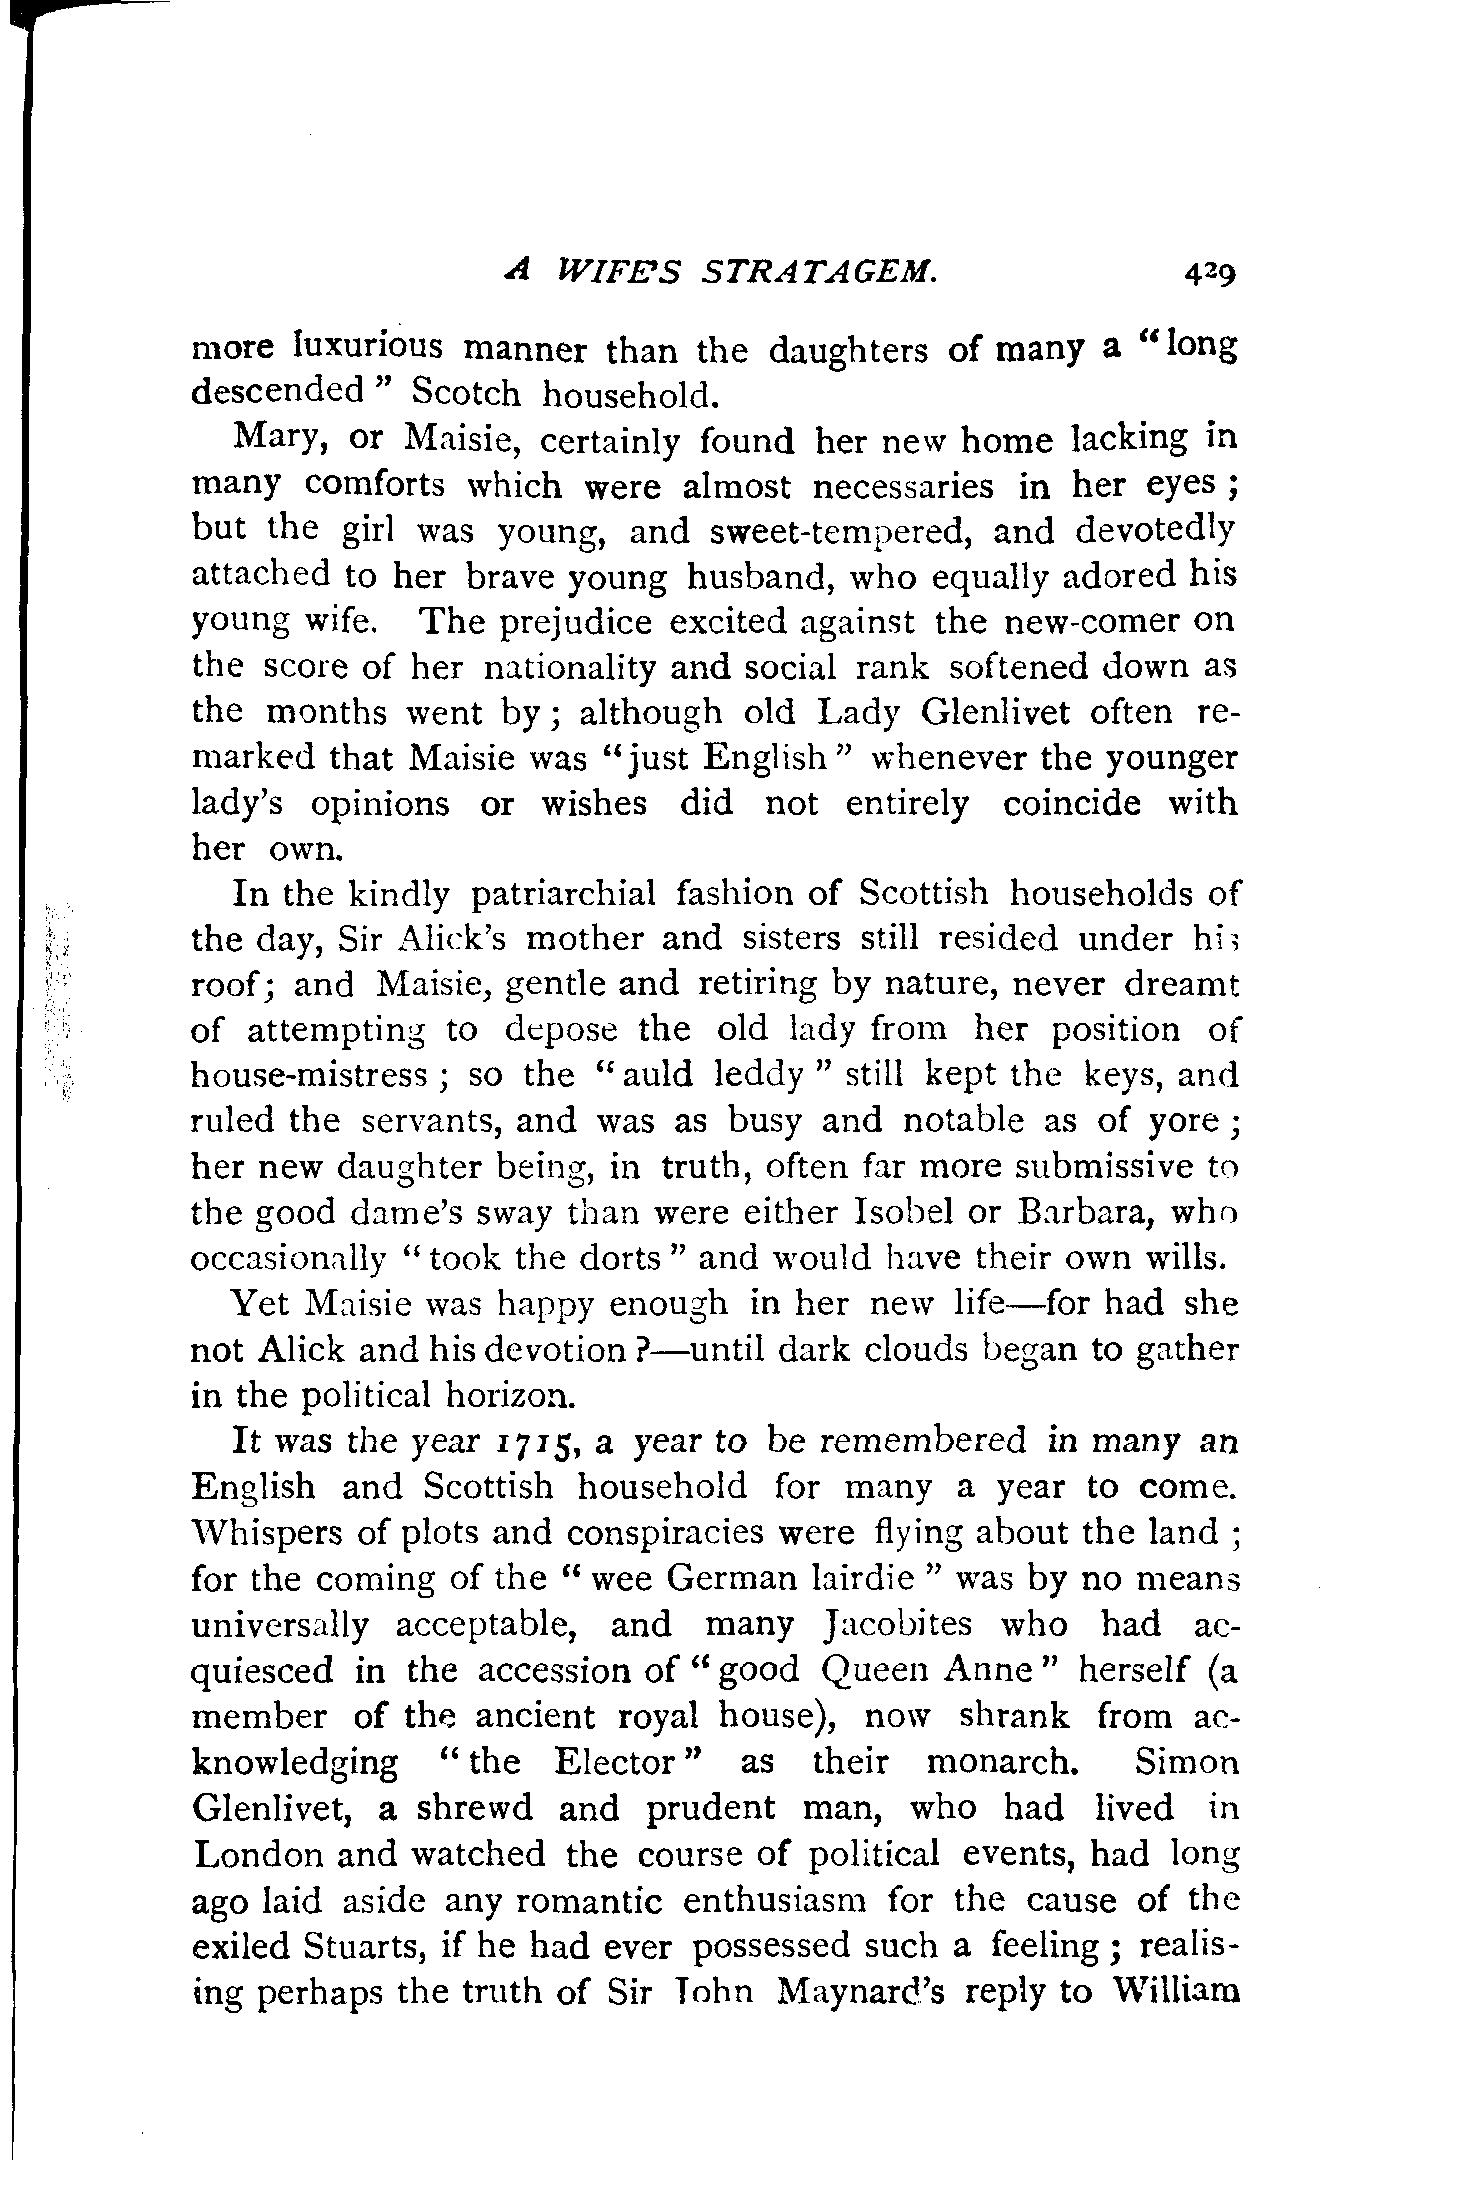 A WIFE'S STRATAGEM. 429
more luxurious manner than the daughters of many a "long
descended" Scotch household.
Mary, or Maisie, certainly found her new home lacking in
many comforts which were almost necessaries in her eyes;
but the girl was young, and sweet-tempered, and devotedly
attached to her brave young husband, who equally adored his
young wife. The prejudice excited against the new-comer on
the score of her nationality and social rank softened down as
the months went by; although old Lady Glenlivet often re-
marked that Maisie was "just English" whenever the younger
lady's opinions or wishes did not entirely coincide with
her own.
In the kindly patriarchial fashion of Scottish households of
the day, Sir Alick's mother and sisters still resided under his
roof; and Maisie, gentle and retiring by nature, never dreamt
of attempting to depose the old lady from her position of
house-mistress; so the "auld leddy" still kept the keys, and
ruled the servants, and was as busy and notable as of yore;
her new daughter being, in truth, often far more submissive to
the good dame's sway than were either Isobel or Barbara, who
occasionally "took the dorts" and would have their own wills.
Yet Maisie was happy enough in her new life—for had she
not Alick and his devotion?—until dark clouds began to gather
in the political horizon.
It was the year 1715, a year to be remembered in many an
English and Scottish household for many a year to come.
Whispers of plots and conspiracies were flying about the land;
for the coming of the "wee German lairdie" was by no means
universally acceptable, and many Jacobites who had ac-
quiesced in the accession of "good Queen Anne" herself (a
member of the ancient royal house), now shrank from ac-
knowledging "the Elector" as their monarch. Simon
Glenlivet, a shrewd and prudent man, who had lived in
London and watched the course of political events, had long
ago laid aside any romantic enthusiasm for the cause of the
exiled Stuarts, if he had ever possessed such a feeling; realis-
ing perhaps the truth of Sir John Maynard's reply to William